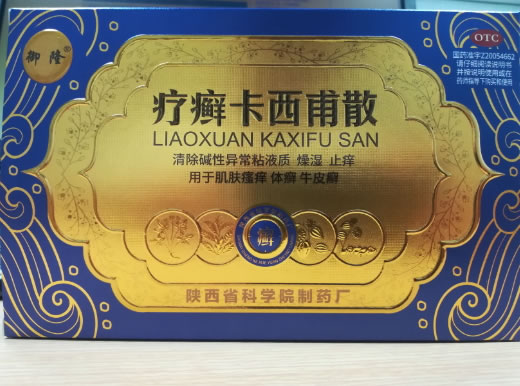 御隆®
OTC
国药准字Z20054662
请仔细阅读说明书
并按说明使用或在
药师指导下购买和使用
疗癣卡西甫散
LIAOXUAN KAXIFU SAN
清除碱性异常粘液质 燥湿 止痒
用于肌肤瘙痒 体癣 牛皮癣
癣
陕西省科学院制药厂